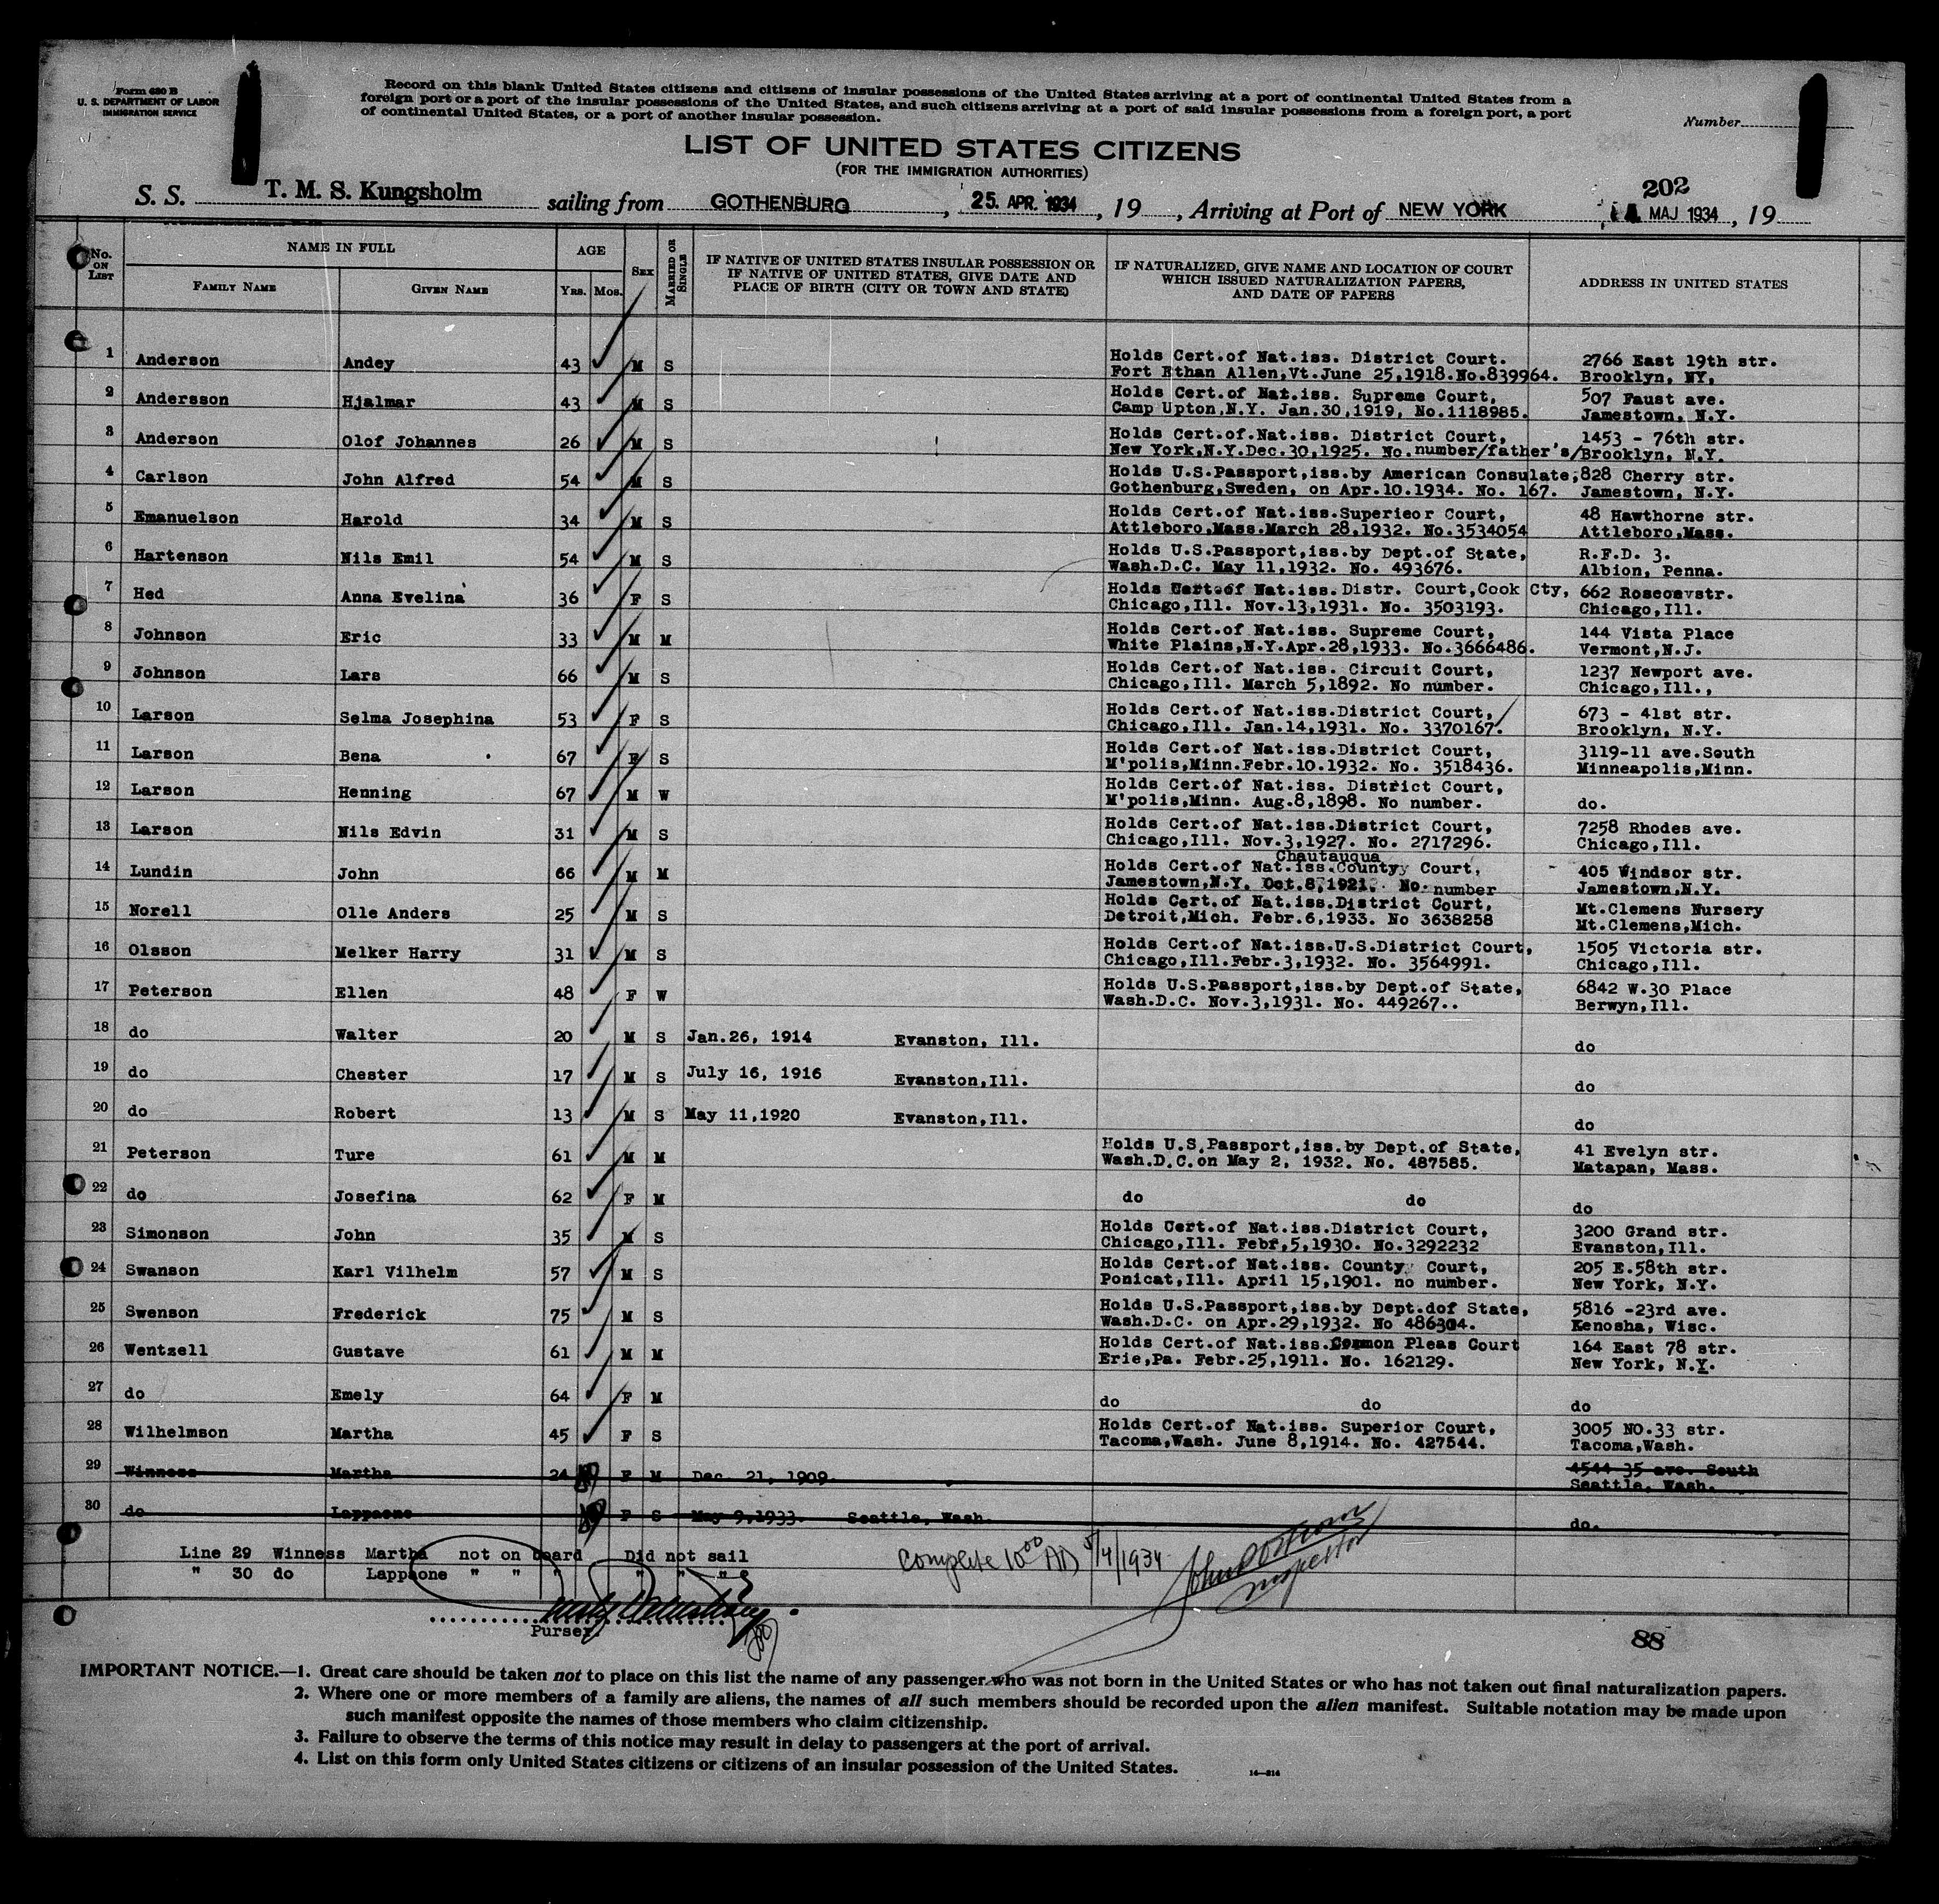 Form 680 B
U. S. DEPARTMENT OF LABOR
IMMIGRATION SERVICE
Record on this blank United States citizens and citizens of insular possessions of the United States arriving at a port of continental United States from a
foreign port or a port of the insular possessions of the United States, and such citizens arriving at a port of said insular possessions from a foreign port, a port
of continental United States, or a port of another insular possession.
Number
LIST OF UNITED STATES CITIZENS
(FOR THE IMMIGRATION AUTHORITIES)
202
S. S. T. M. S. Kungsholm sailing from GOTHENBURG, 25. APR. 1934, 19 , Arriving at Port of NEW YORK, MAJ 1934, 19
No. ON LIST
NAME IN FULL
FAMILY NAME
GIVEN NAME
AGE
Yrs. Mos.
SEX
MARRIED OR SINGLE
IF NATIVE OF UNITED STATES INSULAR POSSESSION OR
IF NATIVE OF UNITED STATES, GIVE DATE AND
PLACE OF BIRTH (CITY OR TOWN AND STATE)
IF NATURALIZED, GIVE NAME AND LOCATION OF COURT
WHICH ISSUED NATURALIZATION PAPERS,
AND DATE OF PAPERS
ADDRESS IN UNITED STATES
1 Anderson Andey 43 M S Holds Cert.of Nat.iss. District Court. 2766 East 19th str.
Fort Ethan Allen,Vt.June 25,1918.No.839964. Brooklyn, NY,
2 Andersson Hjalmar 43 M S Holds Cert.of Nat.iss. Supreme Court, 507 Faust ave.
Camp Upton,N.Y. Jan.30,1919, No.1118985. Jamestown, N.Y.
3 Anderson Olof Johannes 26 M S Holds Cert.of.Nat.iss. District Court, 1453 - 76th str.
New York,N.Y.Dec.30,1925. No.number/father's/ Brooklyn, N.Y.
4 Carlson John Alfred 54 M S Holds U.S.Passport,iss.by American Consulate, 828 Cherry str.
Gothenburg,Sweden, on Apr.10.1934. No. 167. Jamestown, N.Y.
5 Emanuelson Harold 34 M S Holds Cert.of Nat.iss.Superieor Court, 48 Hawthorne str.
Attleboro,Mass.March 28,1932. No.3534054 Attleboro,Mass.
6 Hartenson Nils Emil 54 M S Holds U.S.Passport,iss.by Dept.of State, R.F.D. 3.
Wash.D.C. May 11,1932. No. 493676. Albion, Penna.
7 Hed Anna Evelina 36 F S Holds Cert.of Nat.iss.Distr. Court,Cook Cty, 662 Roscoevstr.
Chicago,Ill. Nov.13,1931. No. 3503193. Chicago,Ill.
8 Johnson Eric 33 M M Holds Cert.of Nat.iss. Supreme Court, 144 Vista Place
White Plains,N.Y.Apr.28,1933. No.3666486. Vermont,N.J.
9 Johnson Lars 66 M S Holds Cert.of Nat.iss. Circuit Court, 1237 Newport ave.
Chicago,Ill. March 5,1892. No number. Chicago,Ill.,
10 Larson Selma Josephina 53 F S Holds Cert.of Nat.iss.District Court, 673 - 41st str.
Chicago,Ill. Jan.14,1931. No. 3370167. Brooklyn, N.Y.
11 Larson Bena 67 F S Holds Cert.of Nat.iss.District Court, 3119-11 ave.South
M'polis,Minn.Febr.10.1932. No. 3518436. Minneapolis,Minn.
12 Larson Henning 67 M W Holds Cert.of Nat.iss. District Court,
M'polis,Minn. Aug.8,1898. No number. do.
13 Larson Nils Edvin 31 M S Holds Cert.of Nat.iss.District Court, 7258 Rhodes ave.
Chicago,Ill. Nov.3,1927. No. 2717296. Chicago,Ill.
Chautauqua
14 Lundin John 66 M M Holds Cert.of Nat.iss.County Court, 405 Windsor str.
Jamestown,N.Y. Oct.8,1921. No. number Jamestown,N.Y.
15 Norell Olle Anders 25 M S Holds Cert.of Nat.iss.District Court, Mt.Clemens Nursery
Detroit,Mich. Febr.6,1933. No 3638258 Mt.Clemens,Mich.
16 Olsson Melker Harry 31 M S Holds Cert.of Nat.iss.U.S.District Court, 1505 Victoria str.
Chicago,Ill.Febr.3,1932. No. 3564991. Chicago,Ill.
17 Peterson Ellen 48 F W Holds U.S.Passport,iss.by Dept.of State, 6842 W.30 Place
Wash.D.C. Nov.3,1931. No. 449267.. Berwyn,Ill.
18 do Walter 20 M S Jan.26, 1914 Evanston, Ill. do
19 do Chester 17 M S July 16, 1916 Evanston,Ill. do
20 do Robert 13 M S May 11,1920 Evanston,Ill. do
21 Peterson Ture 61 M M Holds U.S.Passport,iss.by Dept.of State, 41 Evelyn str.
Wash.D.C.on May 2, 1932. No. 487585. Matapan, Mass.
22 do Josefina 62 F M do do do
23 Simonson John 35 M S Holds Cert.of Nat.iss.District Court, 3200 Grand str.
Chicago,Ill. Febr,5,1930. No.3292232 Evanston,Ill.
24 Swanson Karl Vilhelm 57 M S Holds Cert.of Nat.iss. County Court, 205 E.58th str.
Ponicat,Ill. April 15,1901. no number. New York, N.Y.
25 Swenson Frederick 75 M S Holds U.S.Passport,iss.by Dept.dof State, 5816 -23rd ave.
Wash.D.C. on Apr.29,1932. No 486304. Kenosha, Wisc.
26 Wentzell Gustave 61 M M Holds Cert.of Nat.iss.Common Pleas Court 164 East 78 str.
Erie,Pa. Febr.25,1911. No. 162129. New York, N.Y.
27 do Emely 64 F M do do do
28 Wilhelmson Martha 45 F S Holds Cert.of Nat.iss. Superior Court, 3005 NO.33 str.
Tacoma,Wash. June 8,1914. No. 427544. Tacoma,Wash.
29 Winness Martha 24 F M Dec. 21, 1909. 4544 35 ave. South
Seattle, Wash.
30 do Lappaone F S May 9,1933. Seattle, Wash. do.
Line 29 Winness Martha not on board Did not sail
" 30 do Lappaone " " " " " "
Complete 10 00 5/4/1934
Inspector
Purser.
88
IMPORTANT NOTICE.—1. Great care should be taken not to place on this list the name of any passenger who was not born in the United States or who has not taken out final naturalization papers.
2. Where one or more members of a family are aliens, the names of all such members should be recorded upon the alien manifest. Suitable notation may be made upon
such manifest opposite the names of those members who claim citizenship.
3. Failure to observe the terms of this notice may result in delay to passengers at the port of arrival.
4. List on this form only United States citizens or citizens of an insular possession of the United States.
14—814